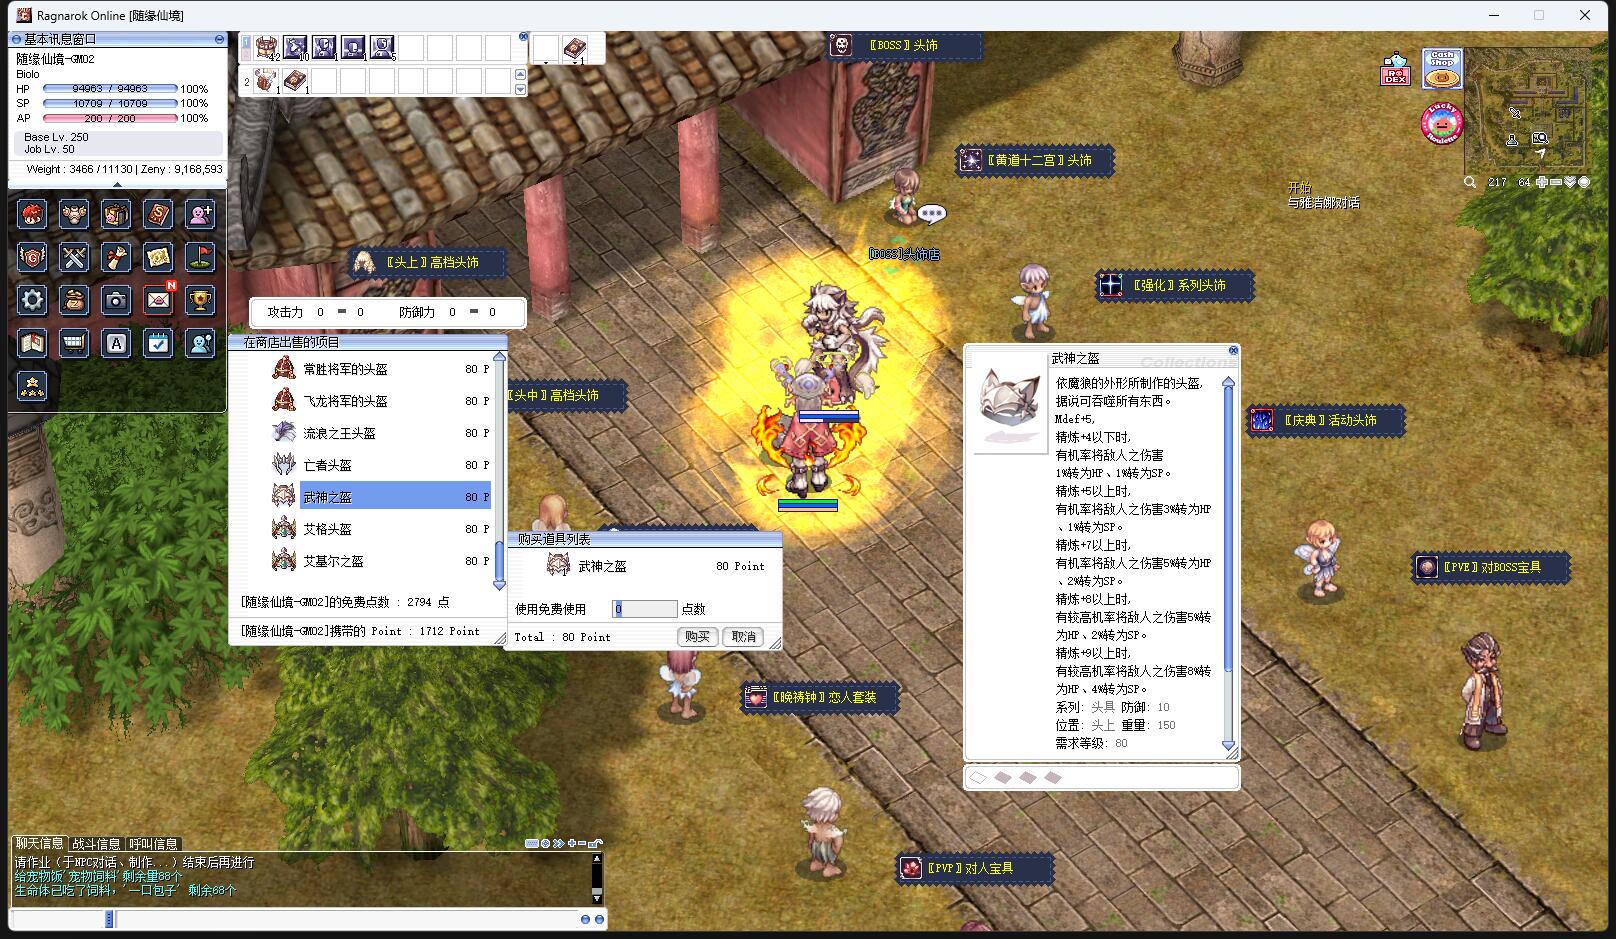 Ragnarok Online [随缘仙境]
基本讯息窗口
随缘仙境-GM02
Biolo
HP 94963 / 94963 100%
SP 10709 / 10709 100%
AP 200 / 200 100%
Base Lv. 250
Job Lv. 50
Weight : 3466 / 11130 | Zeny : 9,168,593
1
42
10
1
1
5
1
2
1
1
〖BOSS〗头饰
Cash Shop
RO DEX
Lucky Roulette
〖黄道十二宫〗头饰
217 64
开始
与雅洁娜对话
[BOSS]头饰店
〖头上〗高档头饰
〖强化〗系列头饰
攻击力 0 - 0 防御力 0 - 0
在商店出售的项目
常胜将军的头盔 80 P
飞龙将军的头盔 80 P
流浪之王头盔 80 P
亡者头盔 80 P
武神之盔 80 P
艾格头盔 80 P
艾基尔之盔 80 P
[随缘仙境-GM02]的免费点数 : 2794 点
[随缘仙境-GM02]携带的 Point : 1712 Point
〖头中〗高档头饰
购买道具列表
1
武神之盔 80 Point
使用免费使用 0 点数
Total : 80 Point 购买 取消
武神之盔
Collections
依魔狼的外形所制作的头盔,
据说可吞噬所有东西。
Mdef+5,
精炼+4以下时,
有机率将敌人之伤害
1%转为HP、1%转为SP。
精炼+5以上时,
有机率将敌人之伤害3%转为HP
、1%转为SP。
精炼+7以上时,
有机率将敌人之伤害5%转为HP
、2%转为SP。
精炼+8以上时,
有较高机率将敌人之伤害5%转
为HP、2%转为SP。
精炼+9以上时,
有较高机率将敌人之伤害8%转
为HP、4%转为SP。
系列: 头具 防御: 10
位置: 头上 重量: 150
需求等级: 80
〖庆典〗活动头饰
〖PVE〗对BOSS宝具
〖晚祷钟〗恋人套装
〖PVP〗对人宝具
聊天信息 战斗信息 呼叫信息
请作业（于NPC对话、制作...）结束后再进行
给宠物饭'宠物饲料'剩余量88个
生命体已吃了饲料，'一口包子' 剩余68个